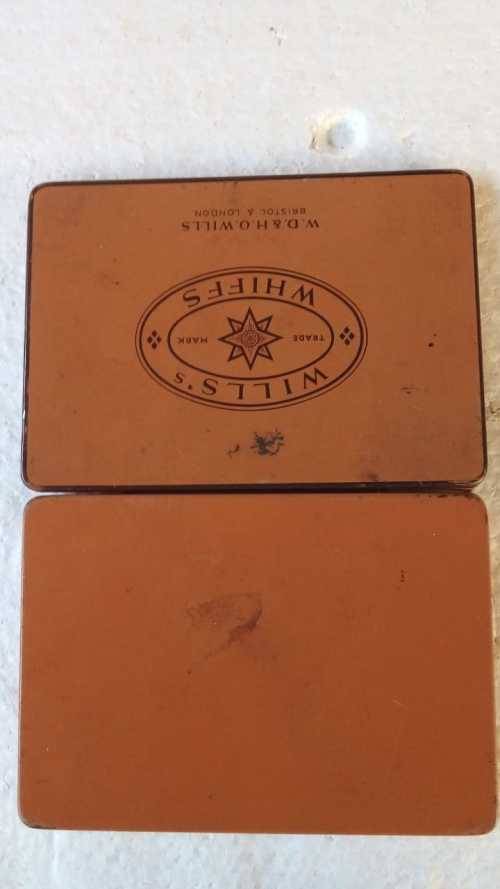 WILLS'S
TRADE MARK
WHIFFS
W.D.& H.O.WILLS
BRISTOL & LONDON